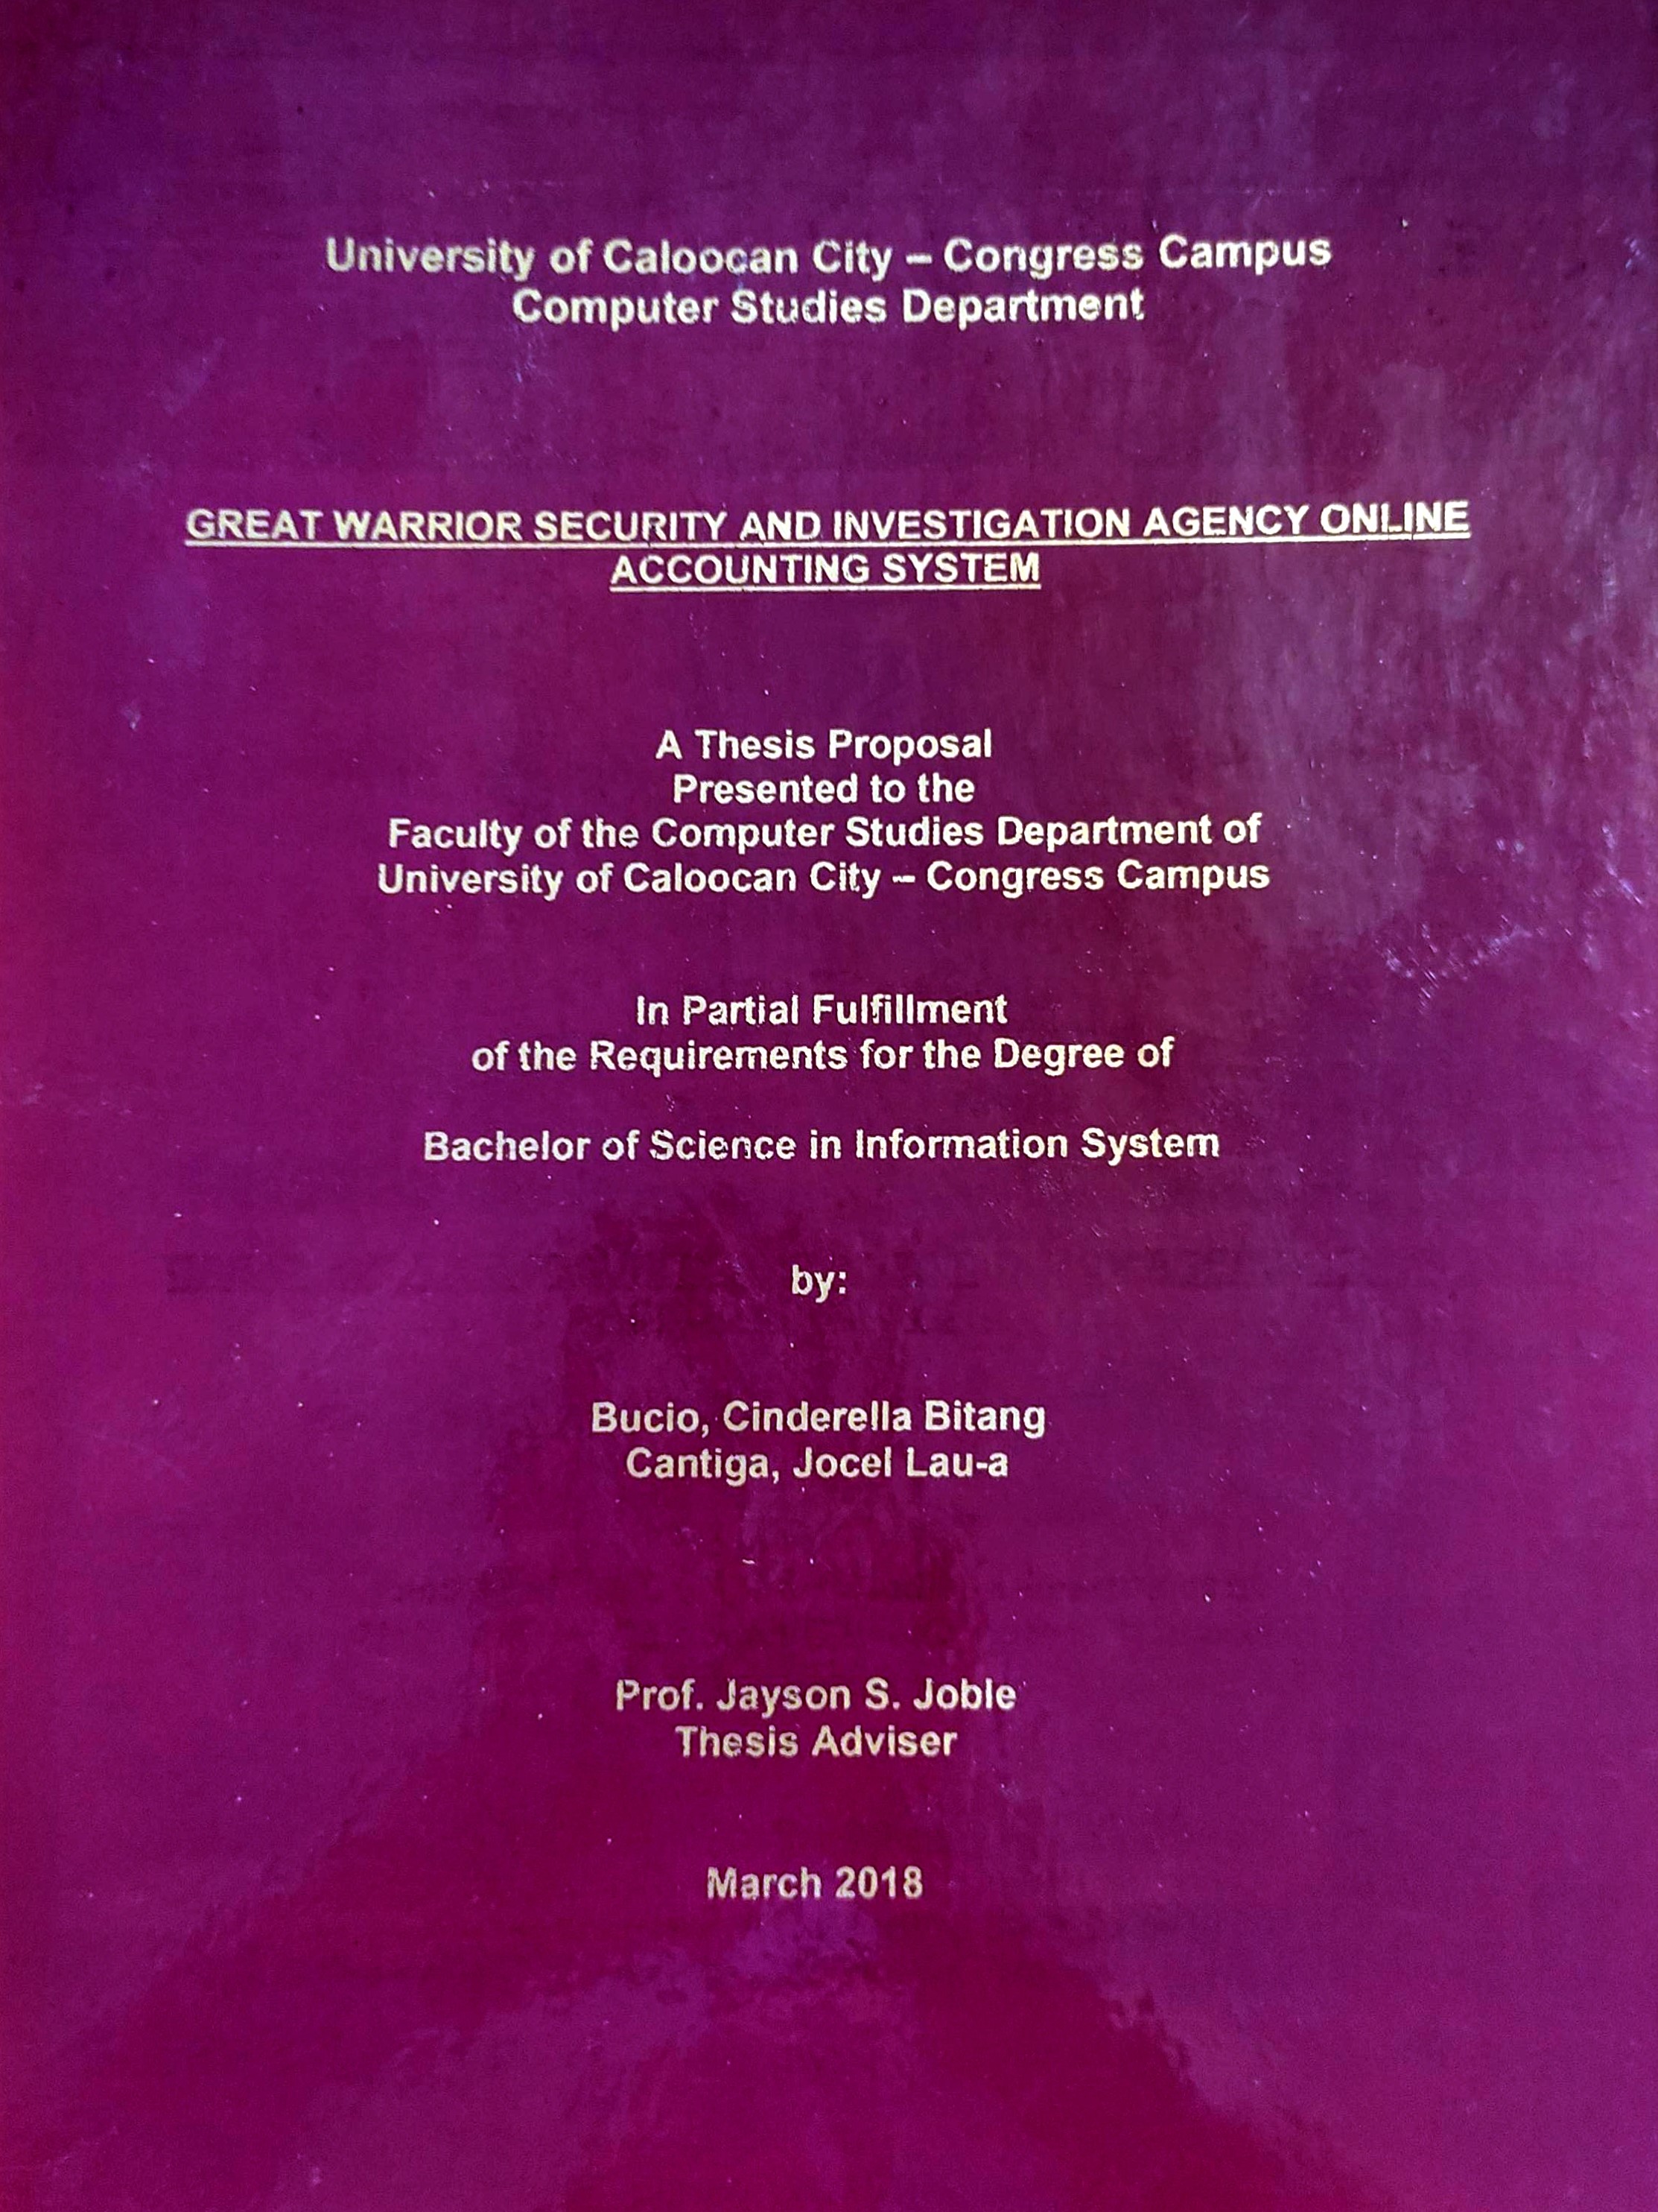 University of Caloocan City – Congress Campus
Computer Studies Department
GREAT WARRIOR SECURITY AND INVESTIGATION AGENCY ONLINE
ACCOUNTING SYSTEM
A Thesis Proposal
Presented to the
Faculty of the Computer Studies Department of
University of Caloocan City – Congress Campus
In Partial Fulfillment
of the Requirements for the Degree of
Bachelor of Science in Information System
by:
Bucio, Cinderella Bitang
Cantiga, Jocel Lau-a
Prof. Jayson S. Joble
Thesis Adviser
March 2018